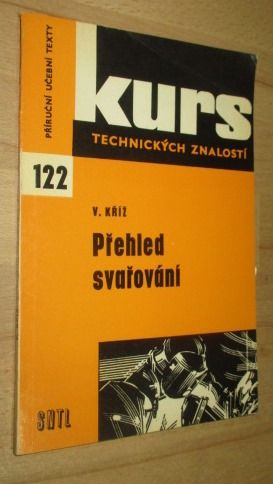 PŘÍRUČNÍ UČEBNÍ TEXTY
kurs
TECHNICKÝCH ZNALOSTÍ
122
V. KŘÍŽ
Přehled
svařování
SNTL